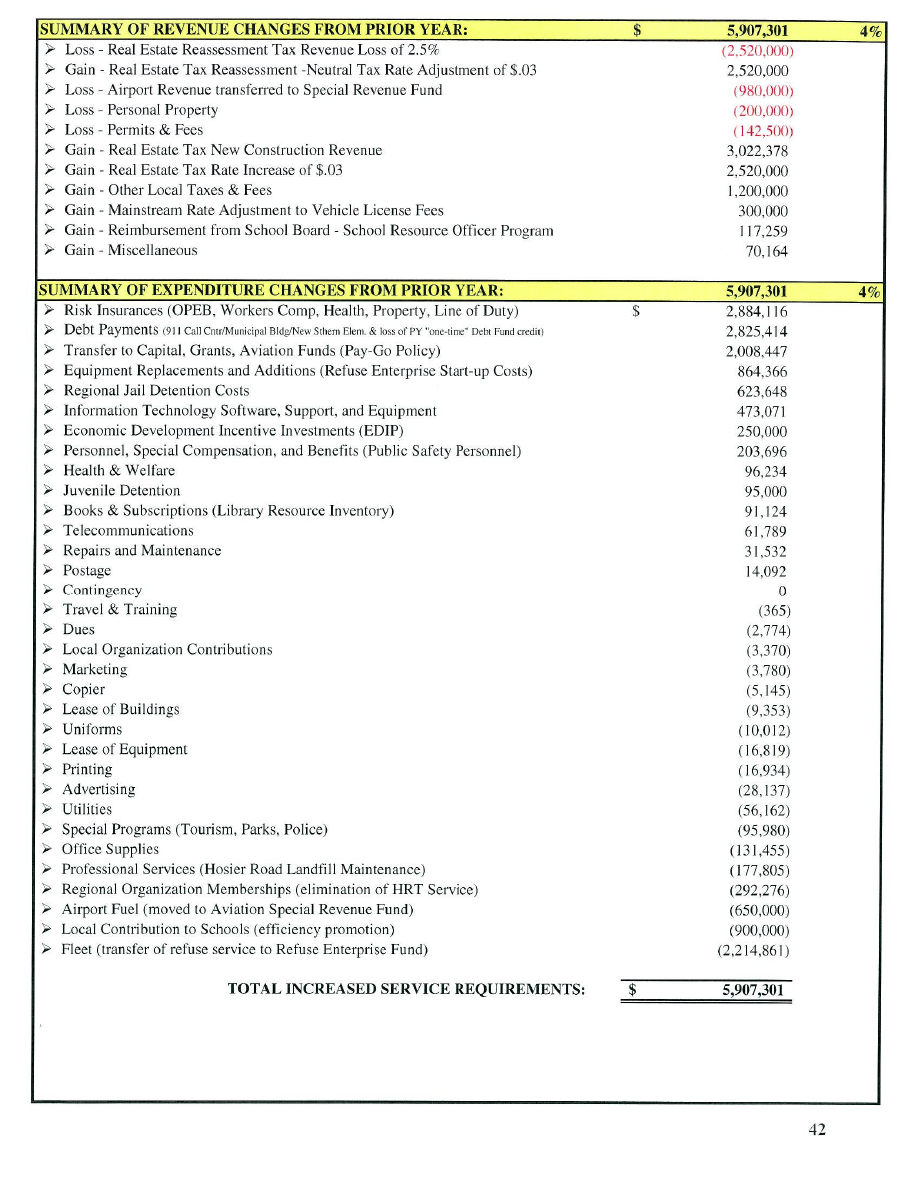 SUMMARY OF REVENUE CHANGES FROM PRIOR YEAR: $ 5,907,301 4%
➢ Loss - Real Estate Reassessment Tax Revenue Loss of 2.5% (2,520,000)
➢ Gain - Real Estate Tax Reassessment -Neutral Tax Rate Adjustment of $.03 2,520,000
➢ Loss - Airport Revenue transferred to Special Revenue Fund (980,000)
➢ Loss - Personal Property (200,000)
➢ Loss - Permits & Fees (142,500)
➢ Gain - Real Estate Tax New Construction Revenue 3,022,378
➢ Gain - Real Estate Tax Rate Increase of $.03 2,520,000
➢ Gain - Other Local Taxes & Fees 1,200,000
➢ Gain - Mainstream Rate Adjustment to Vehicle License Fees 300,000
➢ Gain - Reimbursement from School Board - School Resource Officer Program 117,259
➢ Gain - Miscellaneous 70,164
SUMMARY OF EXPENDITURE CHANGES FROM PRIOR YEAR: 5,907,301 4%
➢ Risk Insurances (OPEB, Workers Comp, Health, Property, Line of Duty) $ 2,884,116
➢ Debt Payments (911 Call Cntr/Municipal Bldg/New Sthern Elem. & loss of PY "one-time" Debt Fund credit) 2,825,414
➢ Transfer to Capital, Grants, Aviation Funds (Pay-Go Policy) 2,008,447
➢ Equipment Replacements and Additions (Refuse Enterprise Start-up Costs) 864,366
➢ Regional Jail Detention Costs 623,648
➢ Information Technology Software, Support, and Equipment 473,071
➢ Economic Development Incentive Investments (EDIP) 250,000
➢ Personnel, Special Compensation, and Benefits (Public Safety Personnel) 203,696
➢ Health & Welfare 96,234
➢ Juvenile Detention 95,000
➢ Books & Subscriptions (Library Resource Inventory) 91,124
➢ Telecommunications 61,789
➢ Repairs and Maintenance 31,532
➢ Postage 14,092
➢ Contingency 0
➢ Travel & Training (365)
➢ Dues (2,774)
➢ Local Organization Contributions (3,370)
➢ Marketing (3,780)
➢ Copier (5,145)
➢ Lease of Buildings (9,353)
➢ Uniforms (10,012)
➢ Lease of Equipment (16,819)
➢ Printing (16,934)
➢ Advertising (28,137)
➢ Utilities (56,162)
➢ Special Programs (Tourism, Parks, Police) (95,980)
➢ Office Supplies (131,455)
➢ Professional Services (Hosier Road Landfill Maintenance) (177,805)
➢ Regional Organization Memberships (elimination of HRT Service) (292,276)
➢ Airport Fuel (moved to Aviation Special Revenue Fund) (650,000)
➢ Local Contribution to Schools (efficiency promotion) (900,000)
➢ Fleet (transfer of refuse service to Refuse Enterprise Fund) (2,214,861)
TOTAL INCREASED SERVICE REQUIREMENTS: $ 5,907,301
42